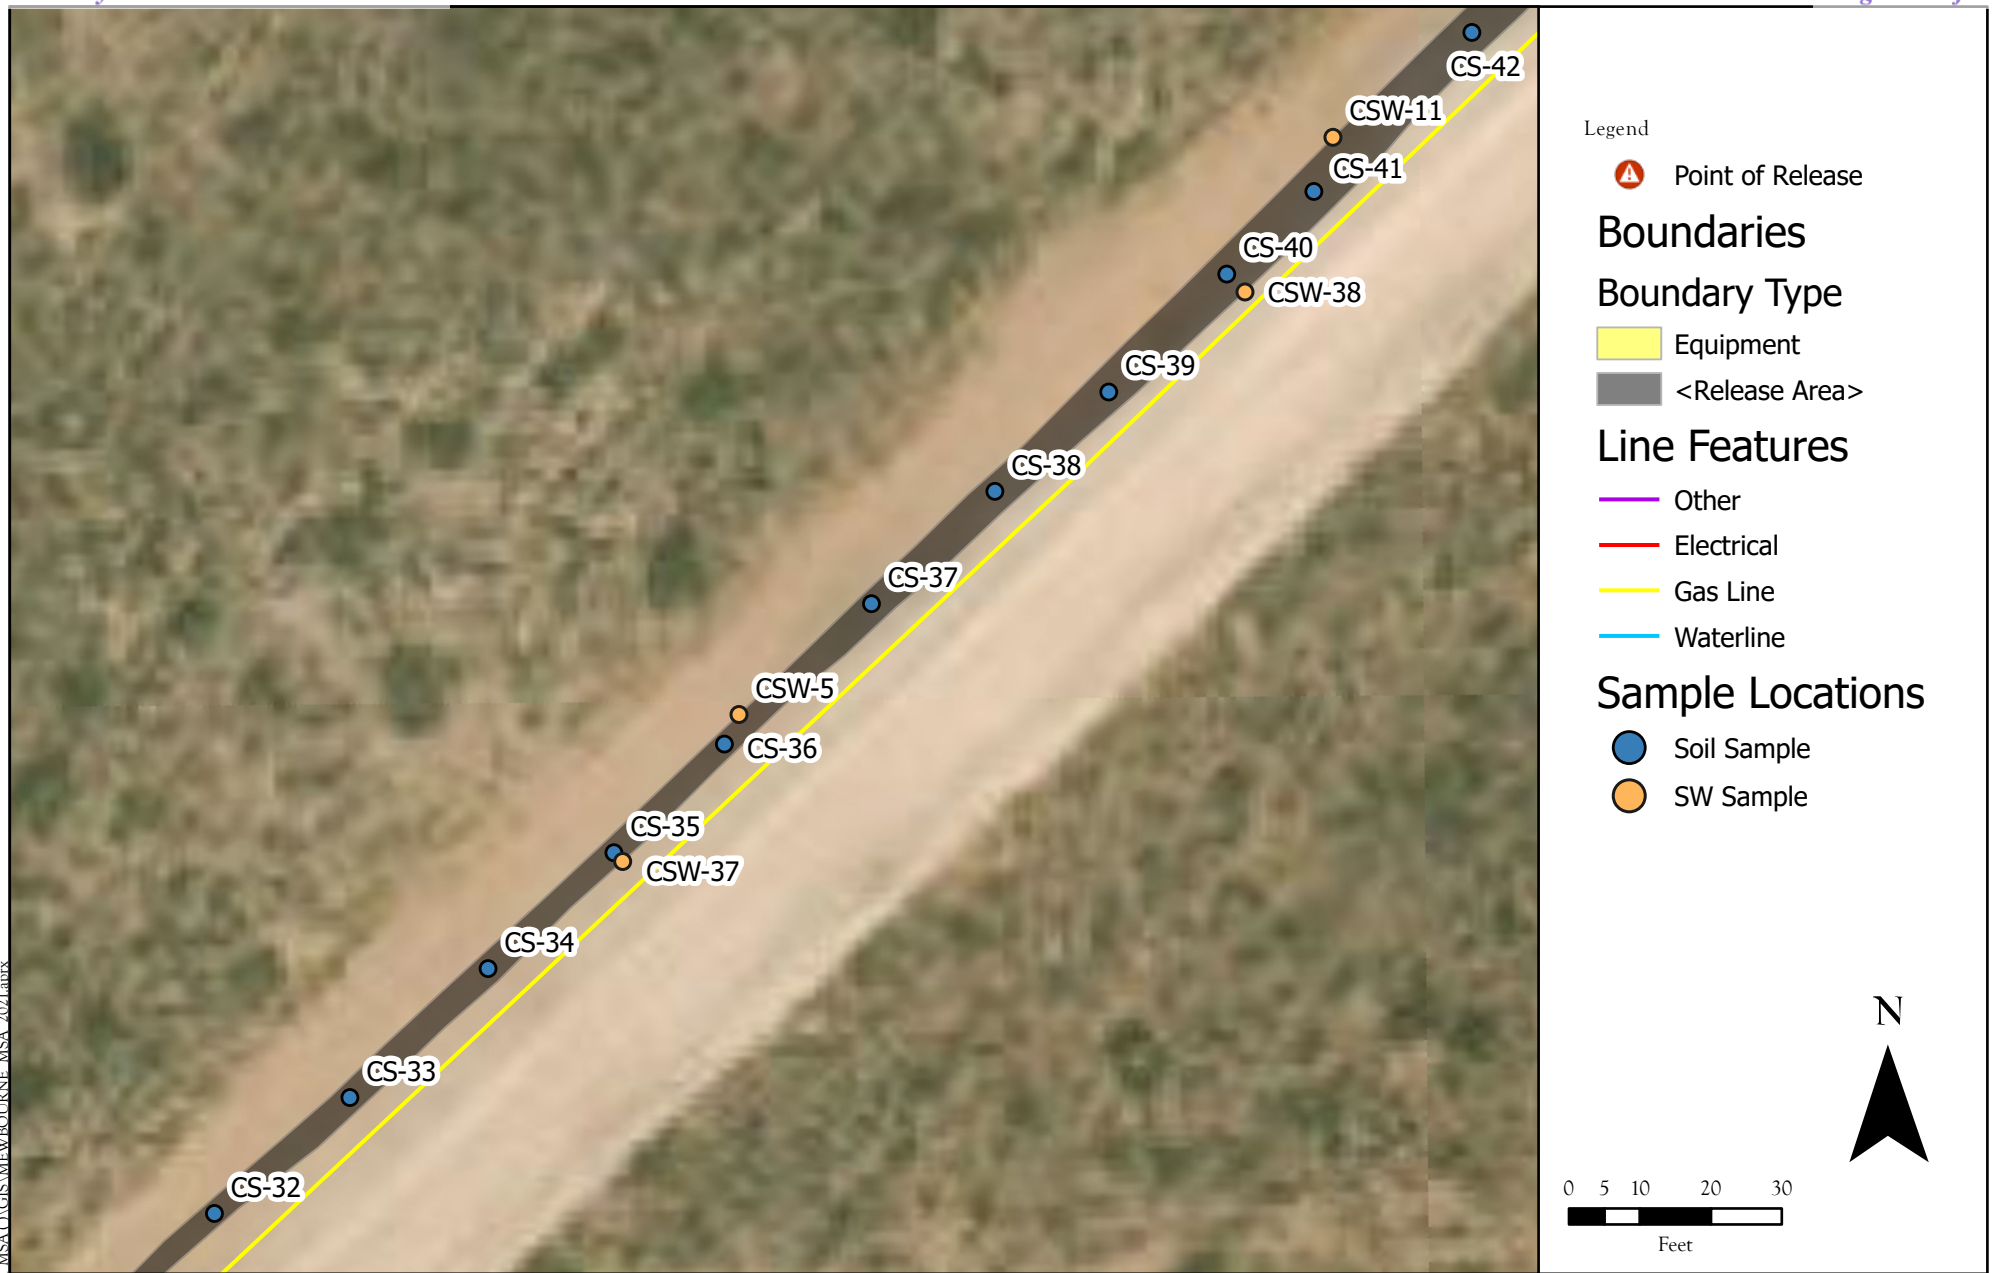 CS-42
CSW-11
CS-41
CS-40
CSW-38
CS-39
CS-38
CS-37
CSW-5
CS-36
CS-35
CSW-37
CS-34
CS-33
CS-32
Legend
Point of Release
Boundaries
Boundary Type
Equipment
<Release Area>
Line Features
Other
Electrical
Gas Line
Waterline
Sample Locations
Soil Sample
SW Sample
N
0 5 10 20 30
Feet